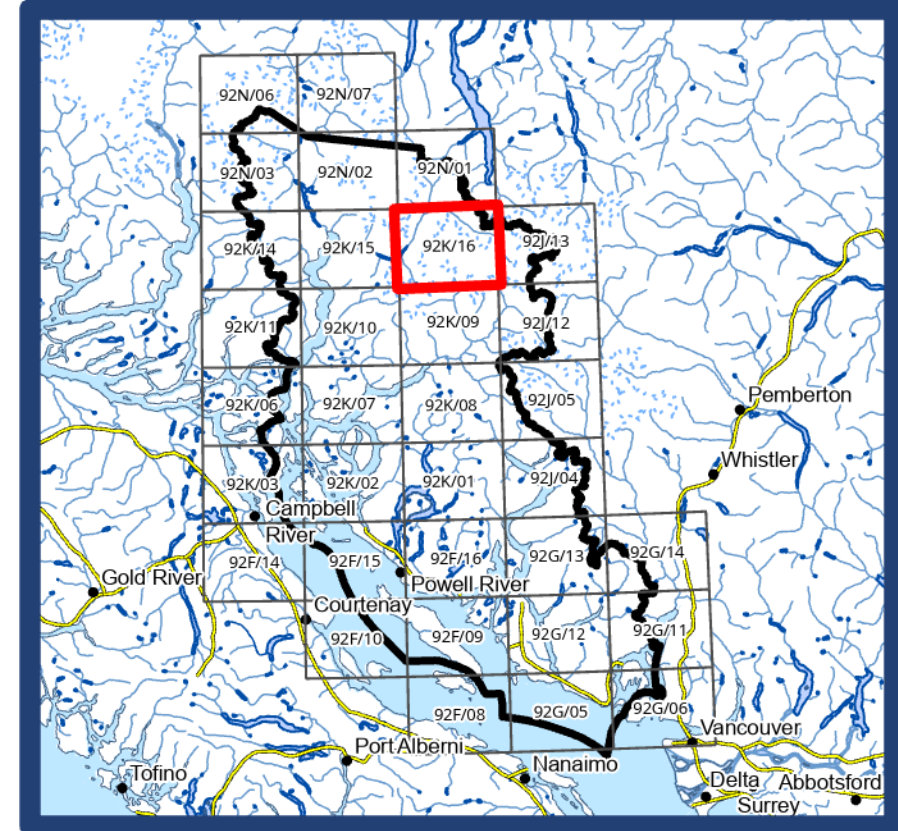 92N/06
92N/07
92N/03
92N/02
92N/01
92K/14
92K/15
92K/16
92J/13
92K/11
92K/10
92K/09
92J/12
92K/06
92K/07
92K/08
92J/05
Pemberton
92K/03
92K/02
92K/01
92J/04
Whistler
Campbell
River
92F/14
92F/15
92F/16
92G/13
92G/14
Gold River
Powell River
Courtenay
92F/10
92F/09
92G/12
92G/11
92F/08
92G/05
92G/06
Vancouver
Port Alberni
Nanaimo
Tofino
Delta
Abbotsford
Surrey